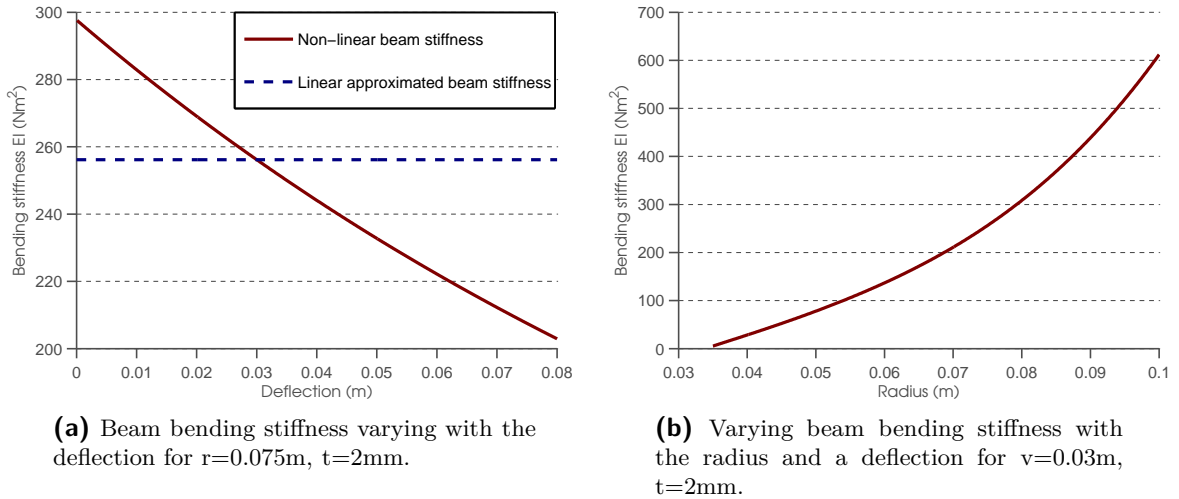 300
290
280
260
240
220
200
Bending stiffness EI (Nm²)
0 0.01 0.02 0.03 0.04 0.05 0.06 0.07 0.08
Deflection (m)
Non−linear beam stiffness
Linear approximated beam stiffness
(a) Beam bending stiffness varying with the
deflection for r=0.075m, t=2mm.
700
600
500
400
300
200
100
0
Bending stiffness EI (Nm²)
0.03 0.04 0.05 0.06 0.07 0.08 0.09 0.1
Radius (m)
(b) Varying beam bending stiffness with
the radius and a deflection for v=0.03m,
t=2mm.